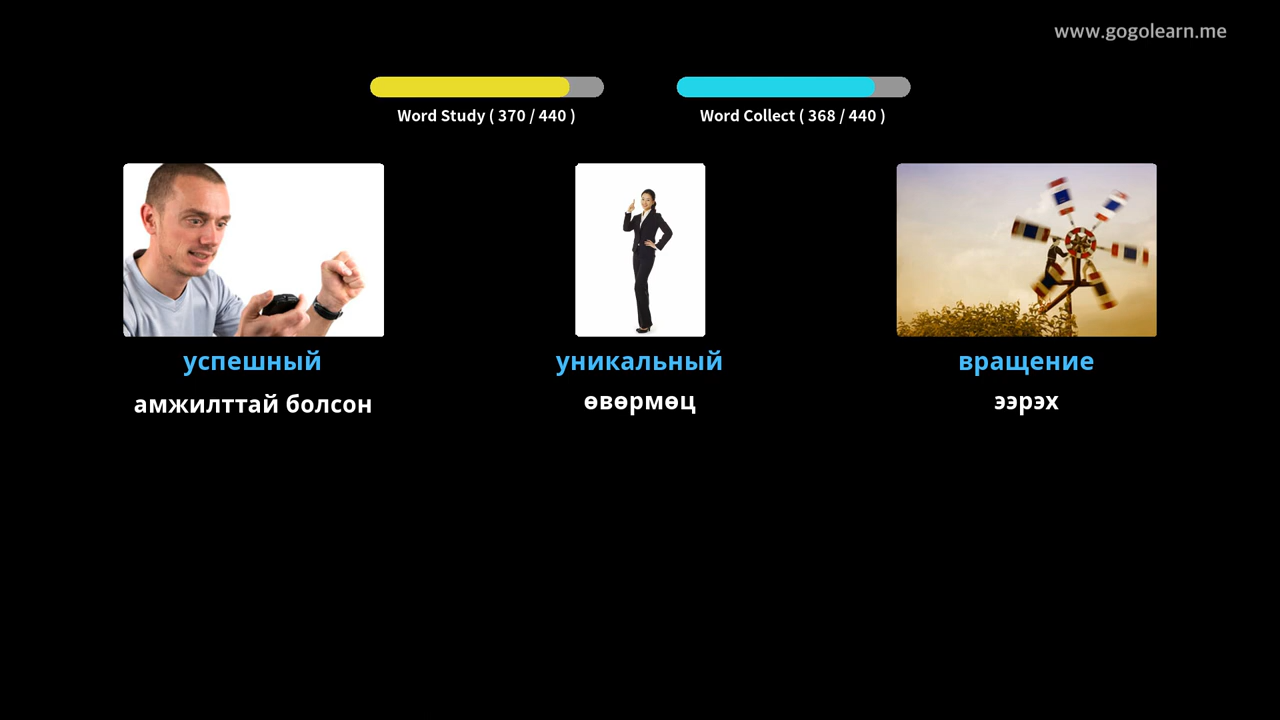 www.gogolearn.me
Word Study ( 370 / 440 )
Word Collect ( 368 / 440 )
успешный
уникальный
вращение
амжилттай болсон
өвөрмөц
ээрэх